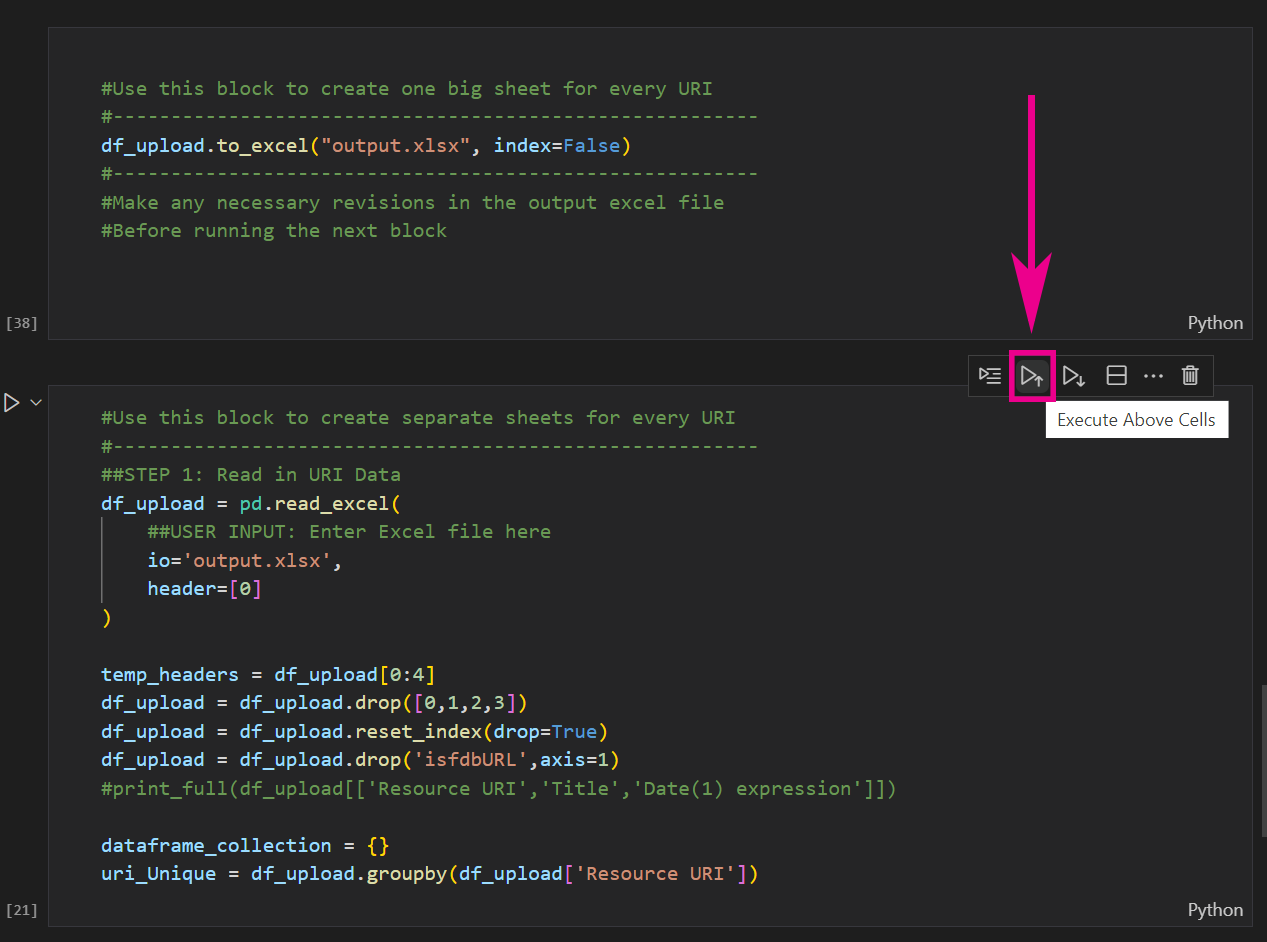 #Use this block to create one big sheet for every URI
#--------------------------------------------------------
df_upload.to_excel("output.xlsx", index=False)
#--------------------------------------------------------
#Make any necessary revisions in the output excel file
#Before running the next block
[38]
Python
Execute Above Cells
#Use this block to create separate sheets for every URI
#--------------------------------------------------------
##STEP 1: Read in URI Data
df_upload = pd.read_excel(
    ##USER INPUT: Enter Excel file here
    io='output.xlsx',
    header=[0]
)
temp_headers = df_upload[0:4]
df_upload = df_upload.drop([0,1,2,3])
df_upload = df_upload.reset_index(drop=True)
df_upload = df_upload.drop('isfdbURL',axis=1)
#print_full(df_upload[['Resource URI','Title','Date(1) expression']])
dataframe_collection = {}
uri_Unique = df_upload.groupby(df_upload['Resource URI'])
[21]
Python